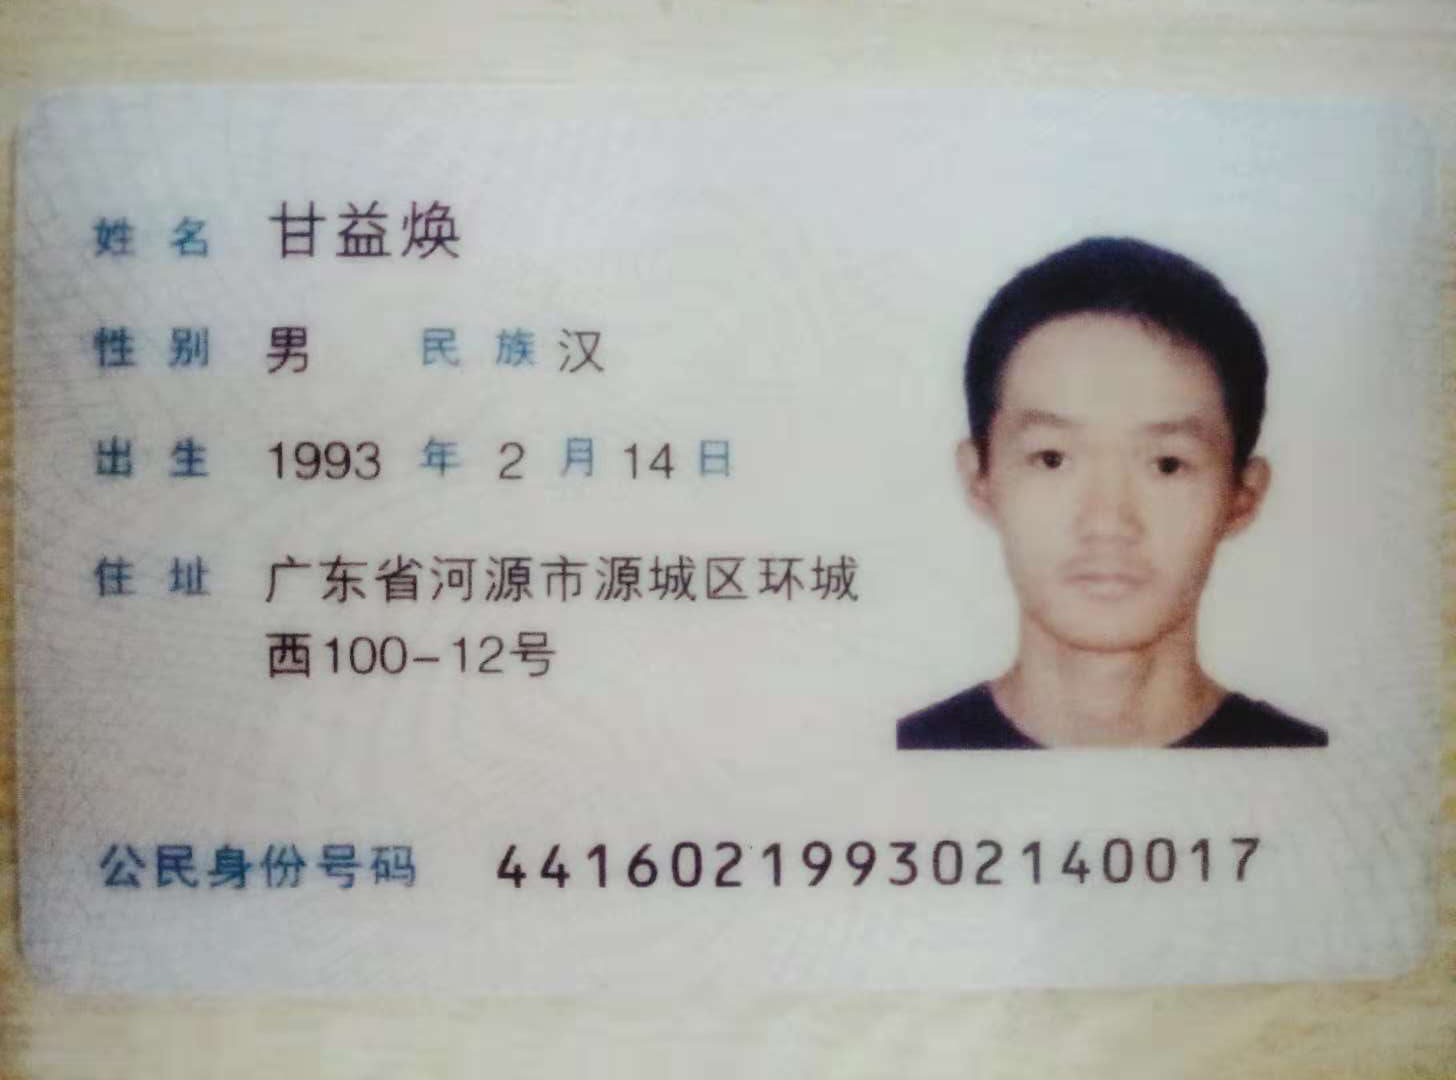 姓名 甘益焕
性别 男 民族 汉
出生 1993 年 2 月 14 日
住址 广东省河源市源城区环城
西100-12号
公民身份号码 441602199302140017